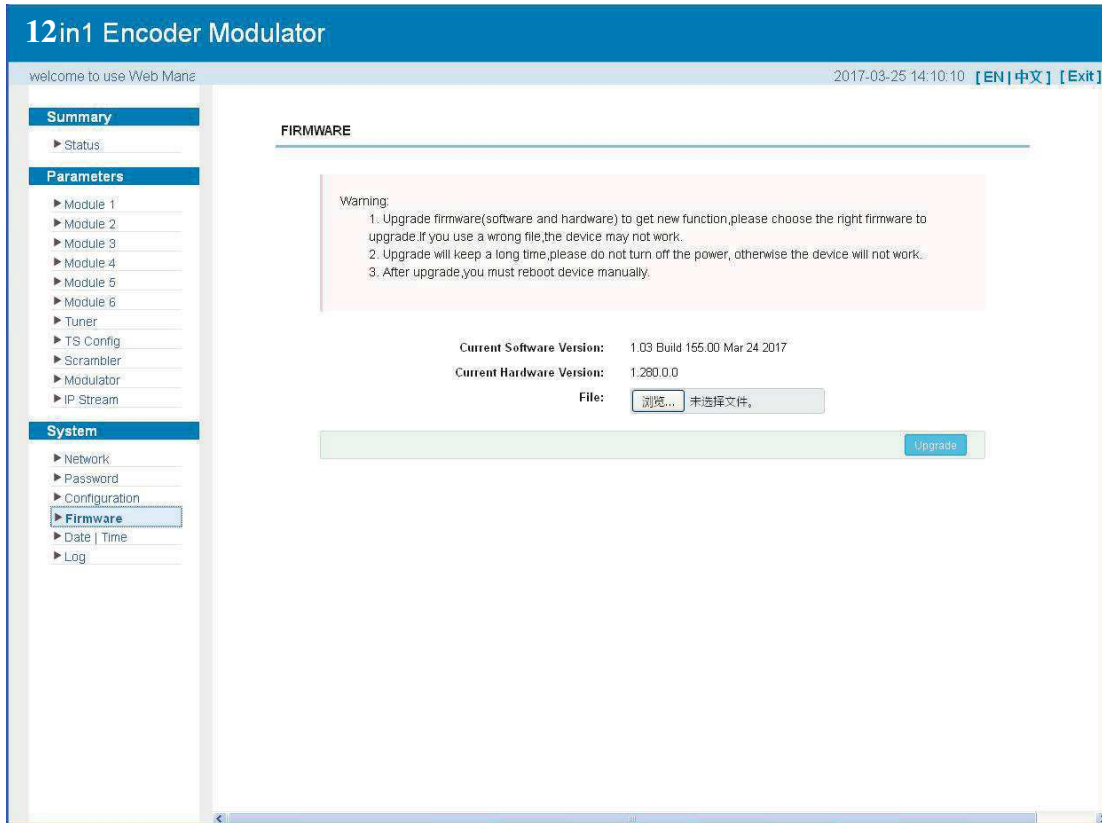 12in1 Encoder Modulator
welcome to use Web Mana
2017-03-25 14:10:10 [ EN | 中文 ] [ Exit ]
Summary
Status
Parameters
Module 1
Module 2
Module 3
Module 4
Module 5
Module 6
Tuner
TS Config
Scrambler
Modulator
IP Stream
System
Network
Password
Configuration
Firmware
Date | Time
Log
FIRMWARE
Warning:
1. Upgrade firmware(software and hardware) to get new function,please choose the right firmware to
upgrade.If you use a wrong file,the device may not work.
2. Upgrade will keep a long time,please do not turn off the power, otherwise the device will not work.
3. After upgrade,you must reboot device manually.
Current Software Version: 1.03 Build 155.00 Mar 24 2017
Current Hardware Version: 1.280.0.0
File: 浏览... 未选择文件。
Upgrade